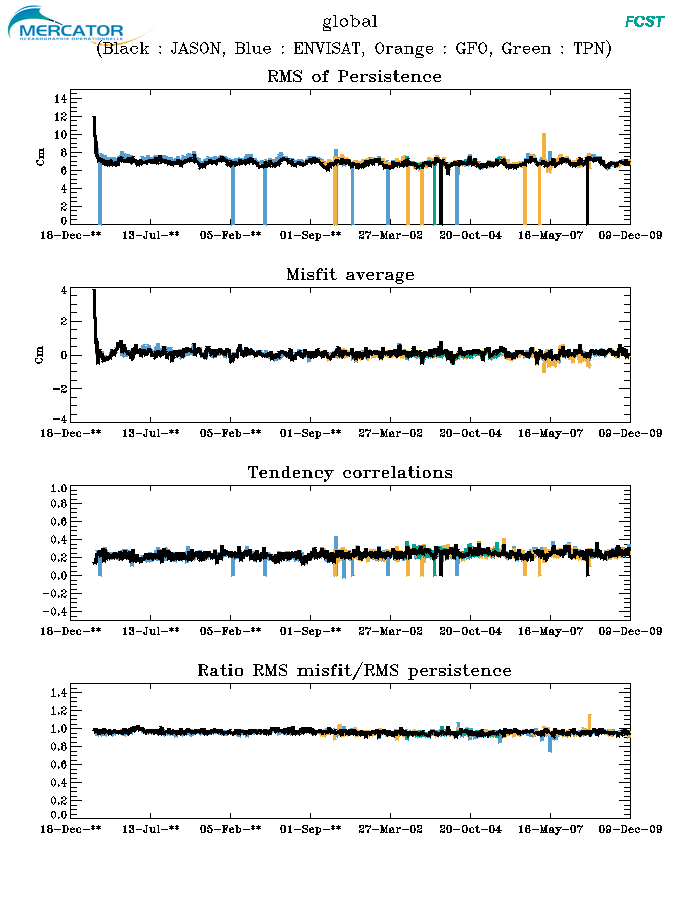 MERCATOR
OCEANOGRAPHIE OPERATIONNELLE
global
FCST
(Black : JASON, Blue : ENVISAT, Orange : GFO, Green : TPN)
RMS of Persistence
14
12
10
8
6
4
2
0
Cm
18-Dec-** 13-Jul-** 05-Feb-** 01-Sep-** 27-Mar-02 20-Oct-04 16-May-07 09-Dec-09
Misfit average
4
2
0
-2
-4
Cm
18-Dec-** 13-Jul-** 05-Feb-** 01-Sep-** 27-Mar-02 20-Oct-04 16-May-07 09-Dec-09
Tendency correlations
1.0
0.8
0.6
0.4
0.2
0.0
-0.2
-0.4
18-Dec-** 13-Jul-** 05-Feb-** 01-Sep-** 27-Mar-02 20-Oct-04 16-May-07 09-Dec-09
Ratio RMS misfit/RMS persistence
1.4
1.2
1.0
0.8
0.6
0.4
0.2
0.0
18-Dec-** 13-Jul-** 05-Feb-** 01-Sep-** 27-Mar-02 20-Oct-04 16-May-07 09-Dec-09